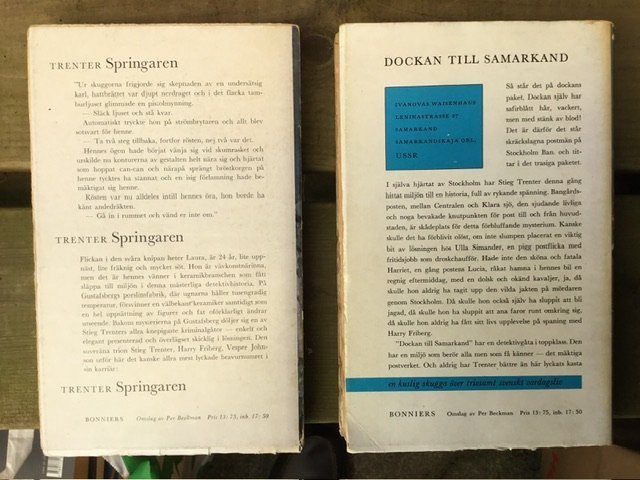 TRENTER Springaren
"Ur skuggorna frigjorde sig skepnaden av en undersätsig
karl, hattbrättet var djupt nerdraget och i det flacka tam-
burljuset glimmade en pistolmynning.
— Släck ljuset och stå kvar.
Automatiskt tryckte hon på strömbrytaren och allt blev
sotsvart för henne.
— Ta två steg tillbaka, fortfor rösten, nej två var det.
Hennes ögon hade börjat vänja sig vid skumrasket och
urskilde nu konturerna av gestalten helt nära sig och hjärtat
som hoppat can-can och närapå sprängt bröstkorgen på
henne tycktes ha stannat och en isig förlamning hade be-
mäktigat sig henne.
Rösten var nu alldeles intill hennes öra, hon borde ha
känt andedräkten.
— Gå in i rummet och vänd er inte om."
TRENTER Springaren
Flickan i den svåra knipan heter Laura, är 24 år, lite upp-
näst, lite fräknig och mycket söt. Hon är vävkonstnärinna,
men det är hennes vänner i keramikbranschen som fått
släppa till miljön i denna mästerliga detektivhistoria. På
Gustafsbergs porslinsfabrik, där ugnarna håller tusengradig
temperatur, försvinner en välbekant keramiker samtidigt som
en hel uppsättning av figurer och fat oförklarligt ändrar
utseende. Bakom mysterierna på Gustafsberg döljer sig en av
Stieg Trenters allra knepigaste kriminalgåtor — enkelt och
elegant presenterad och överlägset skicklig i lösningen. Den
suveräna trion Stieg Trenter, Harry Friberg, Vesper John-
son utför här det kanske allra mest lyckade bravurnumret i
sin karriär:
TRENTER Springaren
BONNIERS Omslag av Per Beckman Pris 13: 75, inb. 17: 50
DOCKAN TILL SAMARKAND
IVANOVAS WAISENHAUS
LENINASTRASSE 27
SAMARKAND
SAMARKANDSKAJA OBL.
USSR
Så står det på dockans
paket. Dockan själv har
safirblått hår, vackert,
men med stänk av blod!
Det är därför det står
skräckslagna postmän på
Stockholm Ban. och tit-
tar i det trasiga paketet.
I själva hjärtat av Stockholm har Stieg Trenter denna gång
hittat miljön till en historia, full av rykande spänning. Bangårds-
posten, mellan Centralen och Klara sjö, den sjudande livliga
och noga bevakade knutpunkten för post till och från huvud-
staden, är skådeplats för detta förbluffande mysterium. Kanske
skulle det ha förblivit olöst, om inte slumpen placerat en viktig
bit av lösningen hos Ulla Simander, en pigg postflicka med
fritidsjobb som droskchaufför. Hade inte den sköna och fatala
Harriet, en gång postens Lucia, råkat hamna i hennes bil en
regnig eftermiddag, med en dolsk och okänd kavaljer, ja, då
skulle hon aldrig ha tagit upp den vilda jakten på mördaren
genom Stockholm. Då skulle hon också själv ha sluppit att bli
jagad, då skulle hon ha sluppit att ana faror runt omkring sig,
då skulle hon aldrig ha fått sitt livs upplevelse på spaning med
Harry Friberg.
"Dockan till Samarkand" har en detektivgåta i toppklass. Den
har en miljö som berör alla men som få känner — det mäktiga
postverket. Och aldrig har Trenter bättre än här lyckats kasta
en kuslig skugga över trivsamt svenskt vardagsliv
BONNIERS Omslag av Per Beckman Pris 13: 75, inb. 17: 50